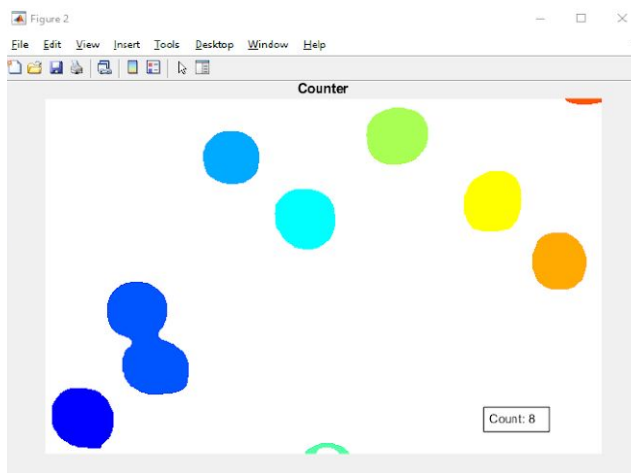 Figure 2
File Edit View Insert Tools Desktop Window Help
Counter
Count: 8